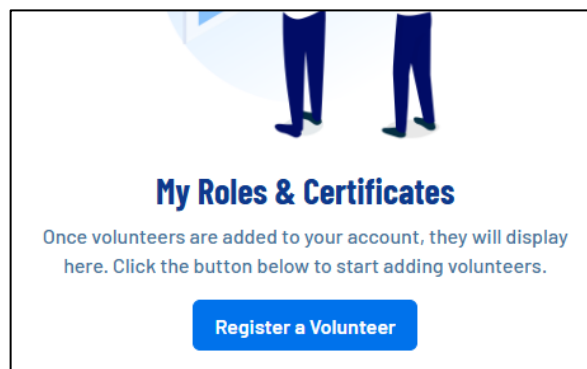 My Roles & Certificates
Once volunteers are added to your account, they will display
here. Click the button below to start adding volunteers.
Register a Volunteer